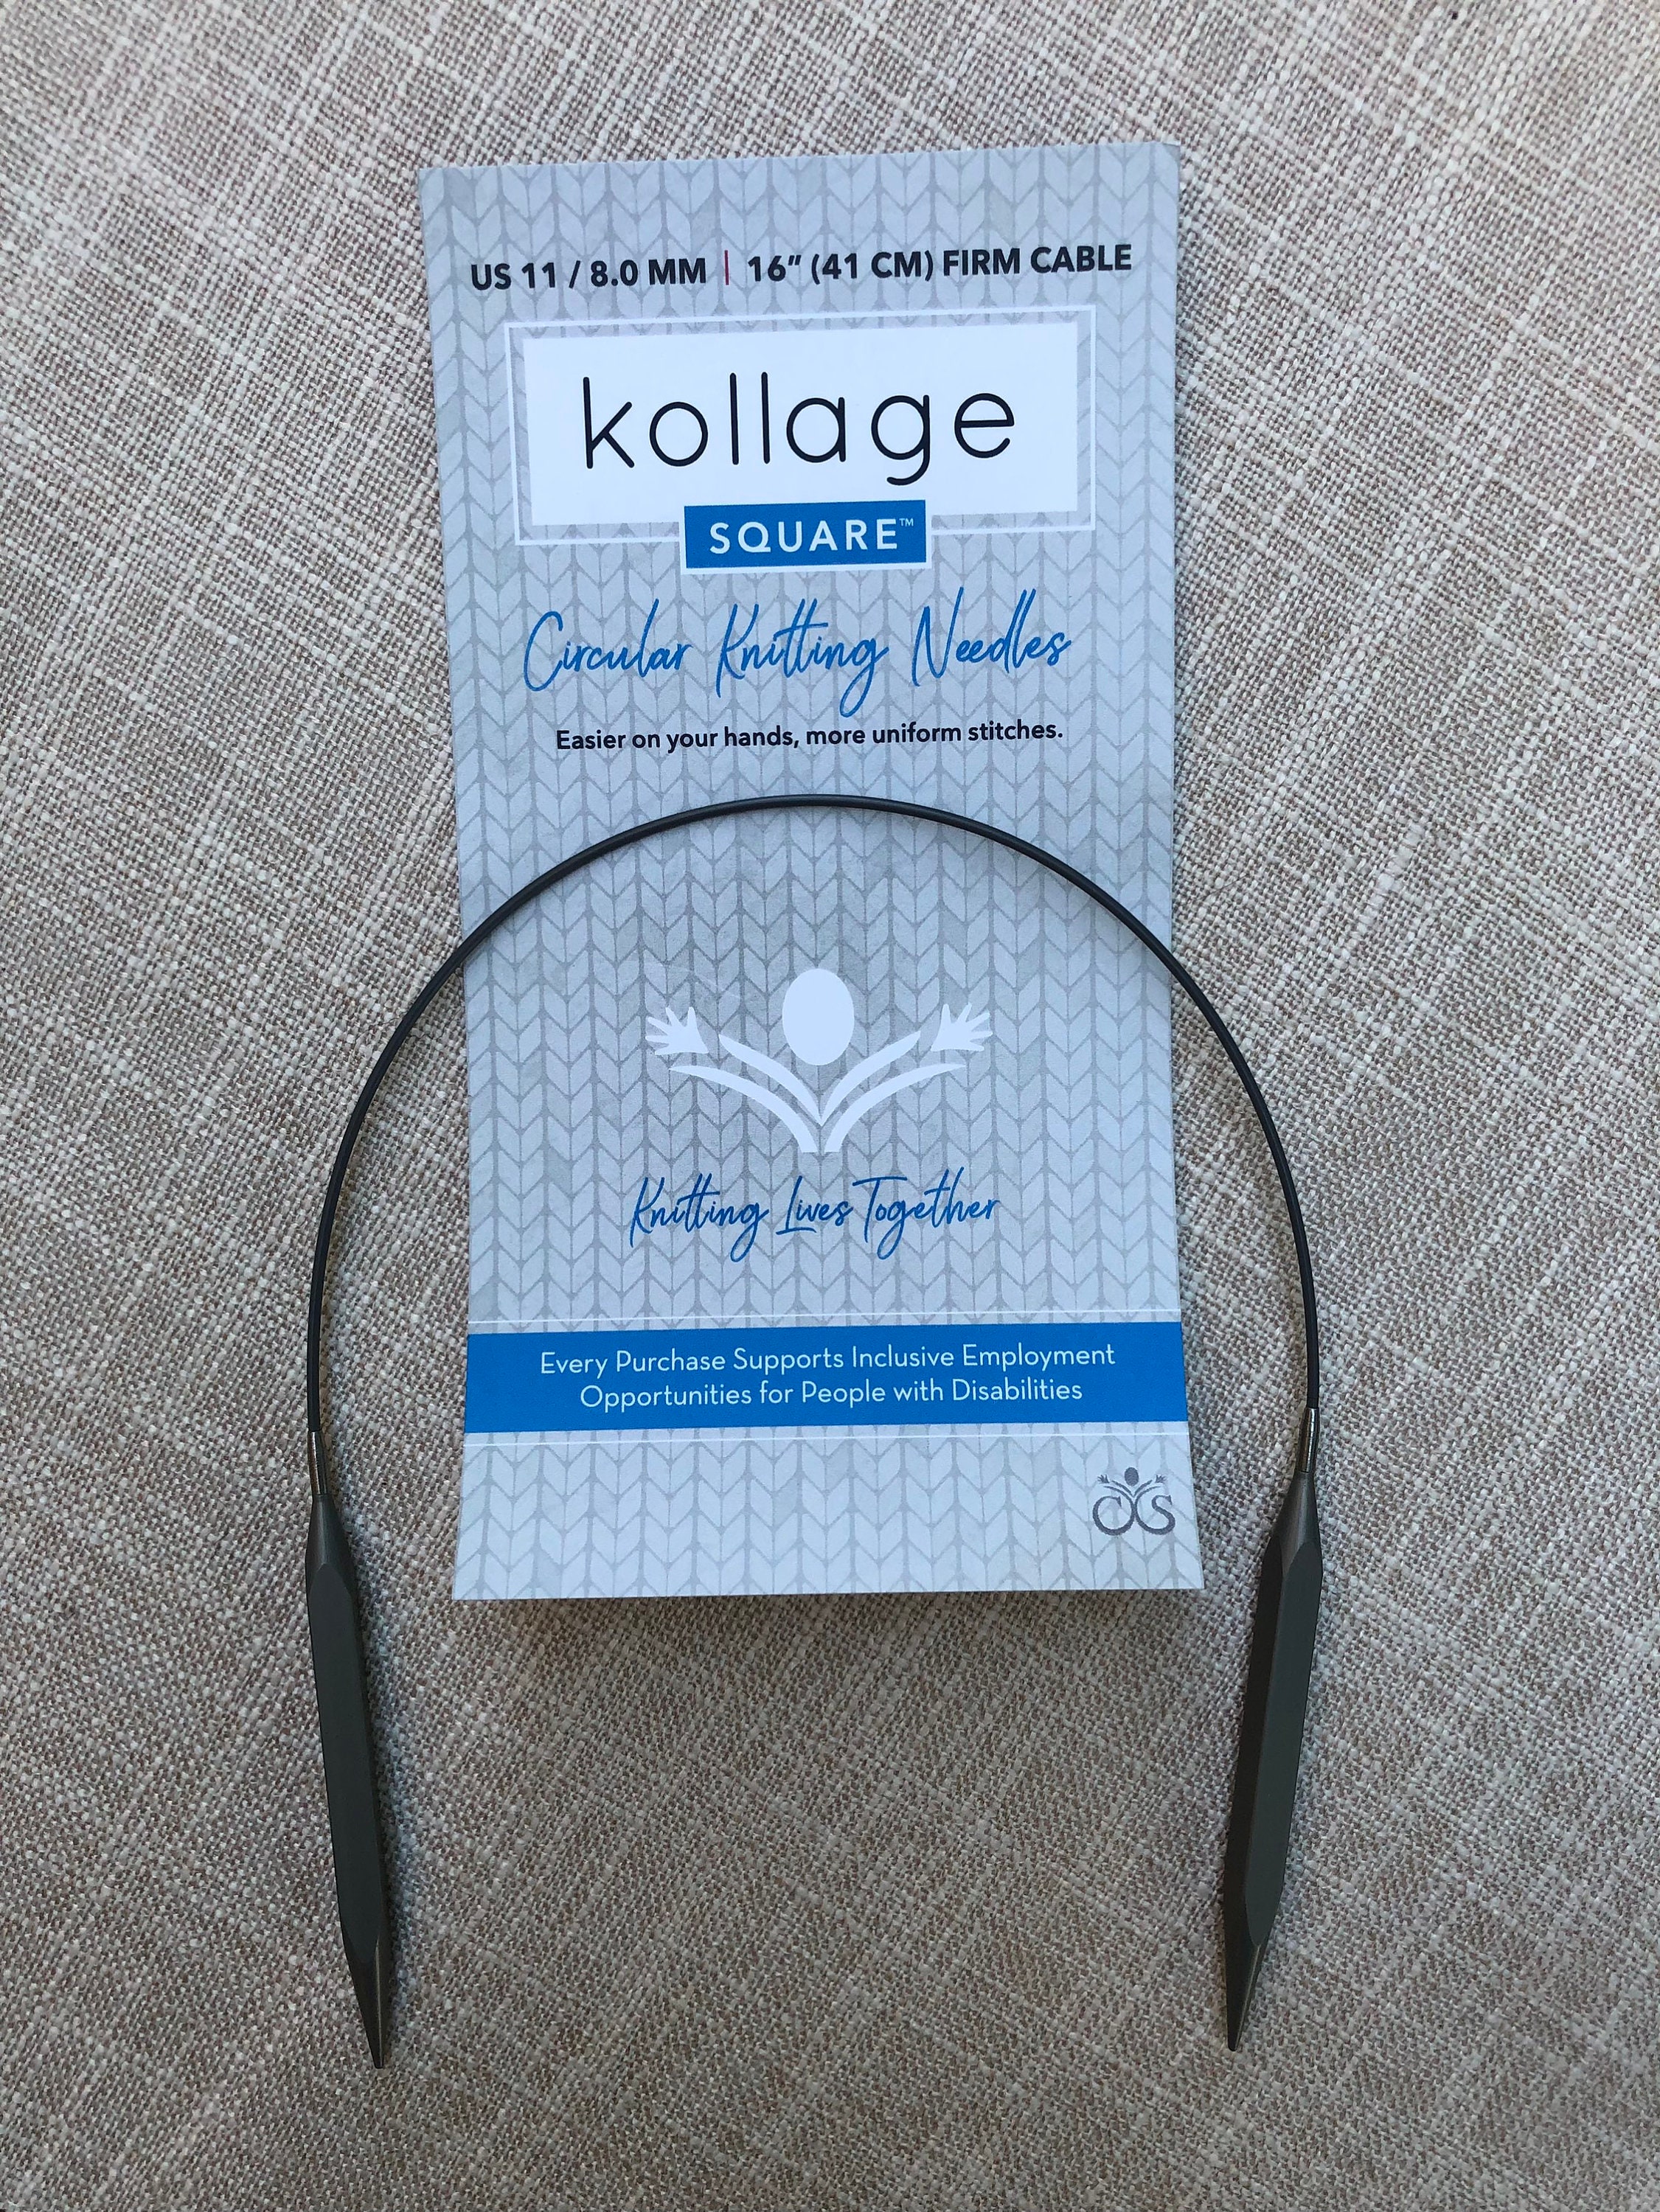 US 11 / 8.0 MM | 16” (41 CM) FIRM CABLE
kollage
SQUARE™
Circular Knitting Needles
Easier on your hands, more uniform stitches.
Knitting Lives Together
Every Purchase Supports Inclusive Employment
Opportunities for People with Disabilities
CXS